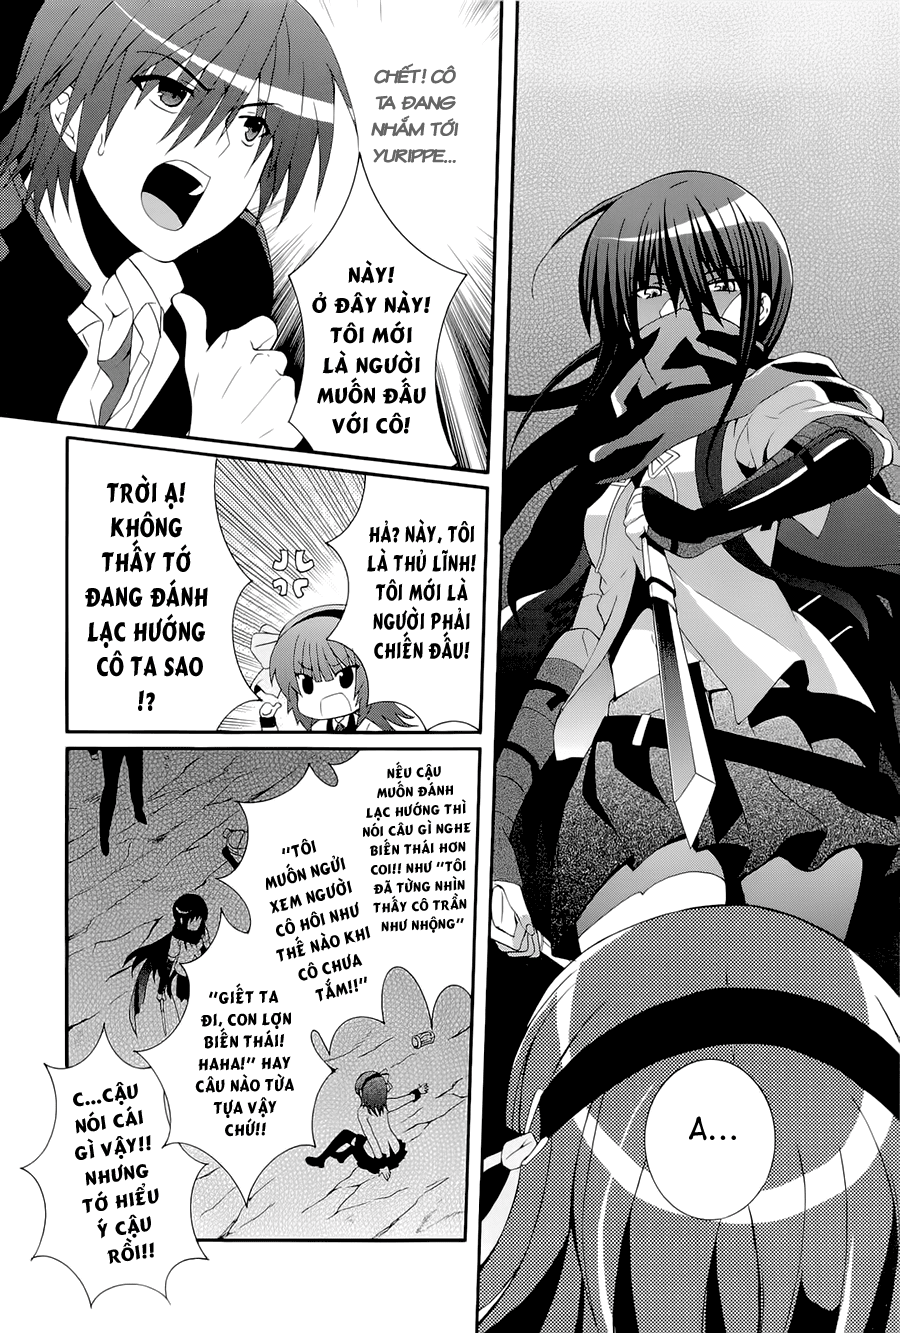 A...
CHẾT! CÔ
TA ĐANG
NHẮM TỚI
YURIPPE...
NÀY!
Ở ĐÂY NÀY!
TÔI MỚI
LÀ NGƯỜI
MUỐN ĐẤU
VỚI CÔ!
HẢ? NÀY, TÔI
LÀ THỦ LĨNH!
TÔI MỚI LÀ
NGƯỜI PHẢI
CHIẾN ĐẤU!
TRỜI Ạ!
KHÔNG
THẤY TỚ
ĐANG ĐÁNH
LẠC HƯỚNG
CÔ TA SAO
!?
NẾU CẬU
MUỐN ĐÁNH
LẠC HƯỚNG THÌ
NÓI CÂU GÌ NGHE
BIẾN THÁI HƠN
COI!! NHƯ "TÔI
ĐÃ TỪNG NHÌN
THẤY CÔ TRẦN
NHƯ NHỘNG"
"TÔI
MUỐN NGỬI
XEM NGƯỜI
CÔ HÔI NHƯ
THẾ NÀO KHI
CÔ CHƯA
TẮM!!"
"GIẾT TA
ĐI, CON LỢN
BIẾN THÁI!
HAHA!" HAY
CÂU NÀO TỪA
TỰA VẬY
CHỨ!!
C...CẬU
NÓI CÁI
GÌ VẬY!!
NHƯNG
TỚ HIỂU
Ý CẬU
RỒI!!